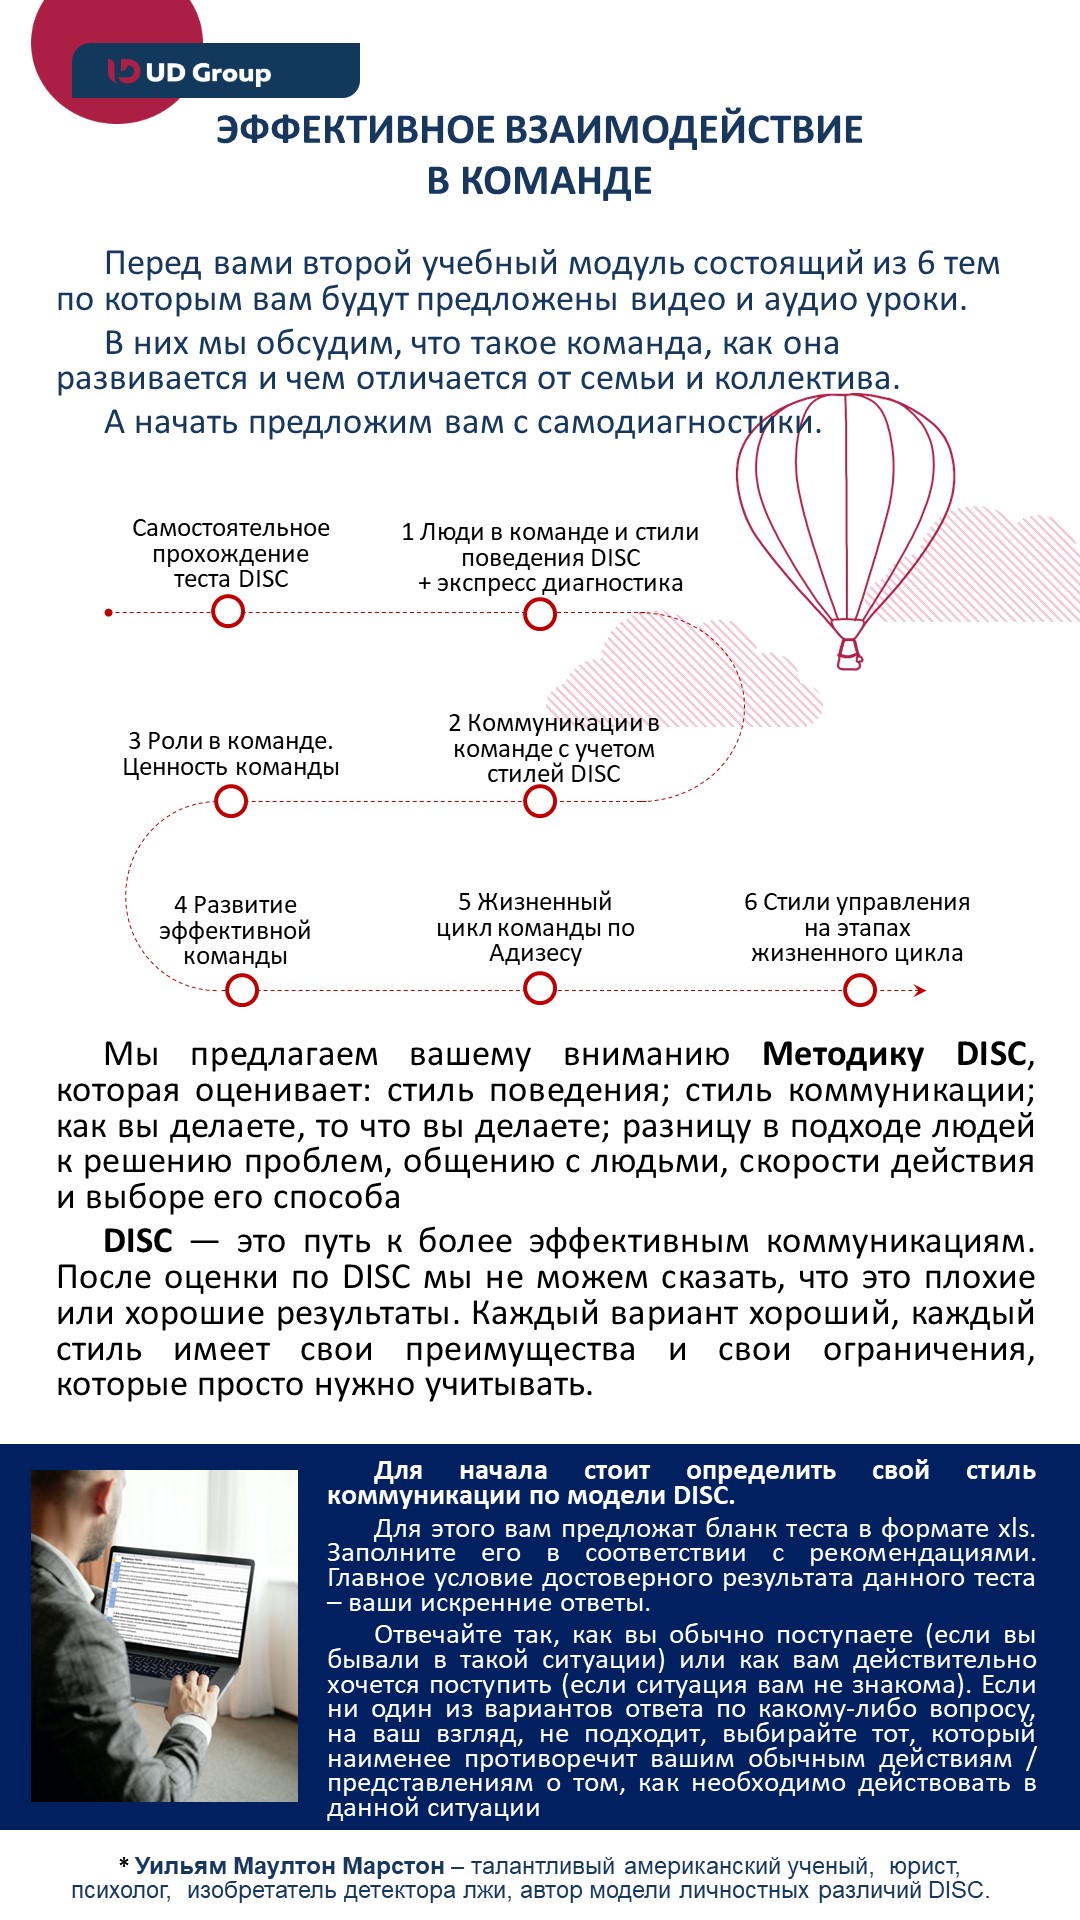 UD Group
ЭФФЕКТИВНОЕ ВЗАИМОДЕЙСТВИЕ
В КОМАНДЕ
Перед вами второй учебный модуль состоящий из 6 тем
по которым вам будут предложены видео и аудио уроки.
В них мы обсудим, что такое команда, как она
развивается и чем отличается от семьи и коллектива.
А начать предложим вам с самодиагностики.
Самостоятельное
прохождение
теста DISC
1 Люди в команде и стили
поведения DISC
+ экспресс диагностика
2 Коммуникации в
команде с учетом
стилей DISC
3 Роли в команде.
Ценность команды
4 Развитие
эффективной
команды
5 Жизненный
цикл команды по
Адизесу
6 Стили управления
на этапах
жизненного цикла
Мы предлагаем вашему вниманию Методику DISC,
которая оценивает: стиль поведения; стиль коммуникации;
как вы делаете, то что вы делаете; разницу в подходе людей
к решению проблем, общению с людьми, скорости действия
и выборе его способа
DISC — это путь к более эффективным коммуникациям.
После оценки по DISC мы не можем сказать, что это плохие
или хорошие результаты. Каждый вариант хороший, каждый
стиль имеет свои преимущества и свои ограничения,
которые просто нужно учитывать.
Для начала стоит определить свой стиль
коммуникации по модели DISC.
Для этого вам предложат бланк теста в формате xls.
Заполните его в соответствии с рекомендациями.
Главное условие достоверного результата данного теста
– ваши искренние ответы.
Отвечайте так, как вы обычно поступаете (если вы
бывали в такой ситуации) или как вам действительно
хочется поступить (если ситуация вам не знакома). Если
ни один из вариантов ответа по какому-либо вопросу,
на ваш взгляд, не подходит, выбирайте тот, который
наименее противоречит вашим обычным действиям /
представлениям о том, как необходимо действовать в
данной ситуации
* Уильям Маултон Марстон – талантливый американский ученый, юрист,
психолог, изобретатель детектора лжи, автор модели личностных различий DISC.